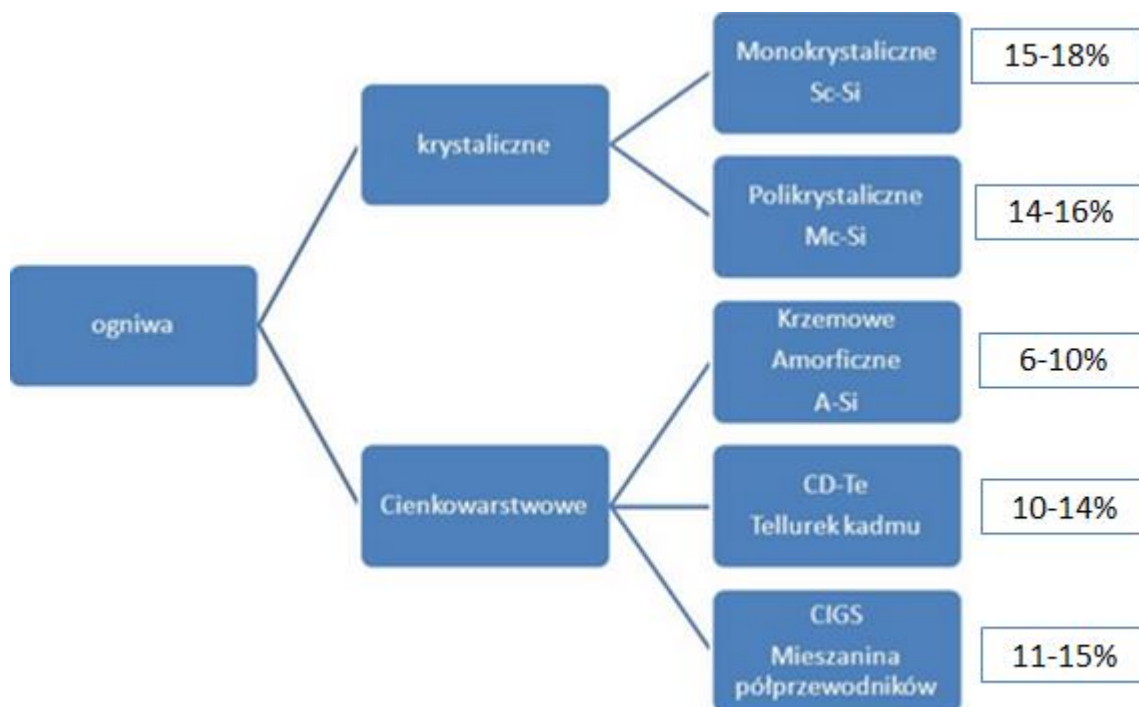 ogniwa
krystaliczne
Monokrystaliczne
Sc-Si
15-18%
Polikrystaliczne
Mc-Si
14-16%
Cienkowarstwowe
Krzemowe
Amorficzne
A-Si
6-10%
CD-Te
Tellurek kadmu
10-14%
CIGS
Mieszanina
półprzewodników
11-15%